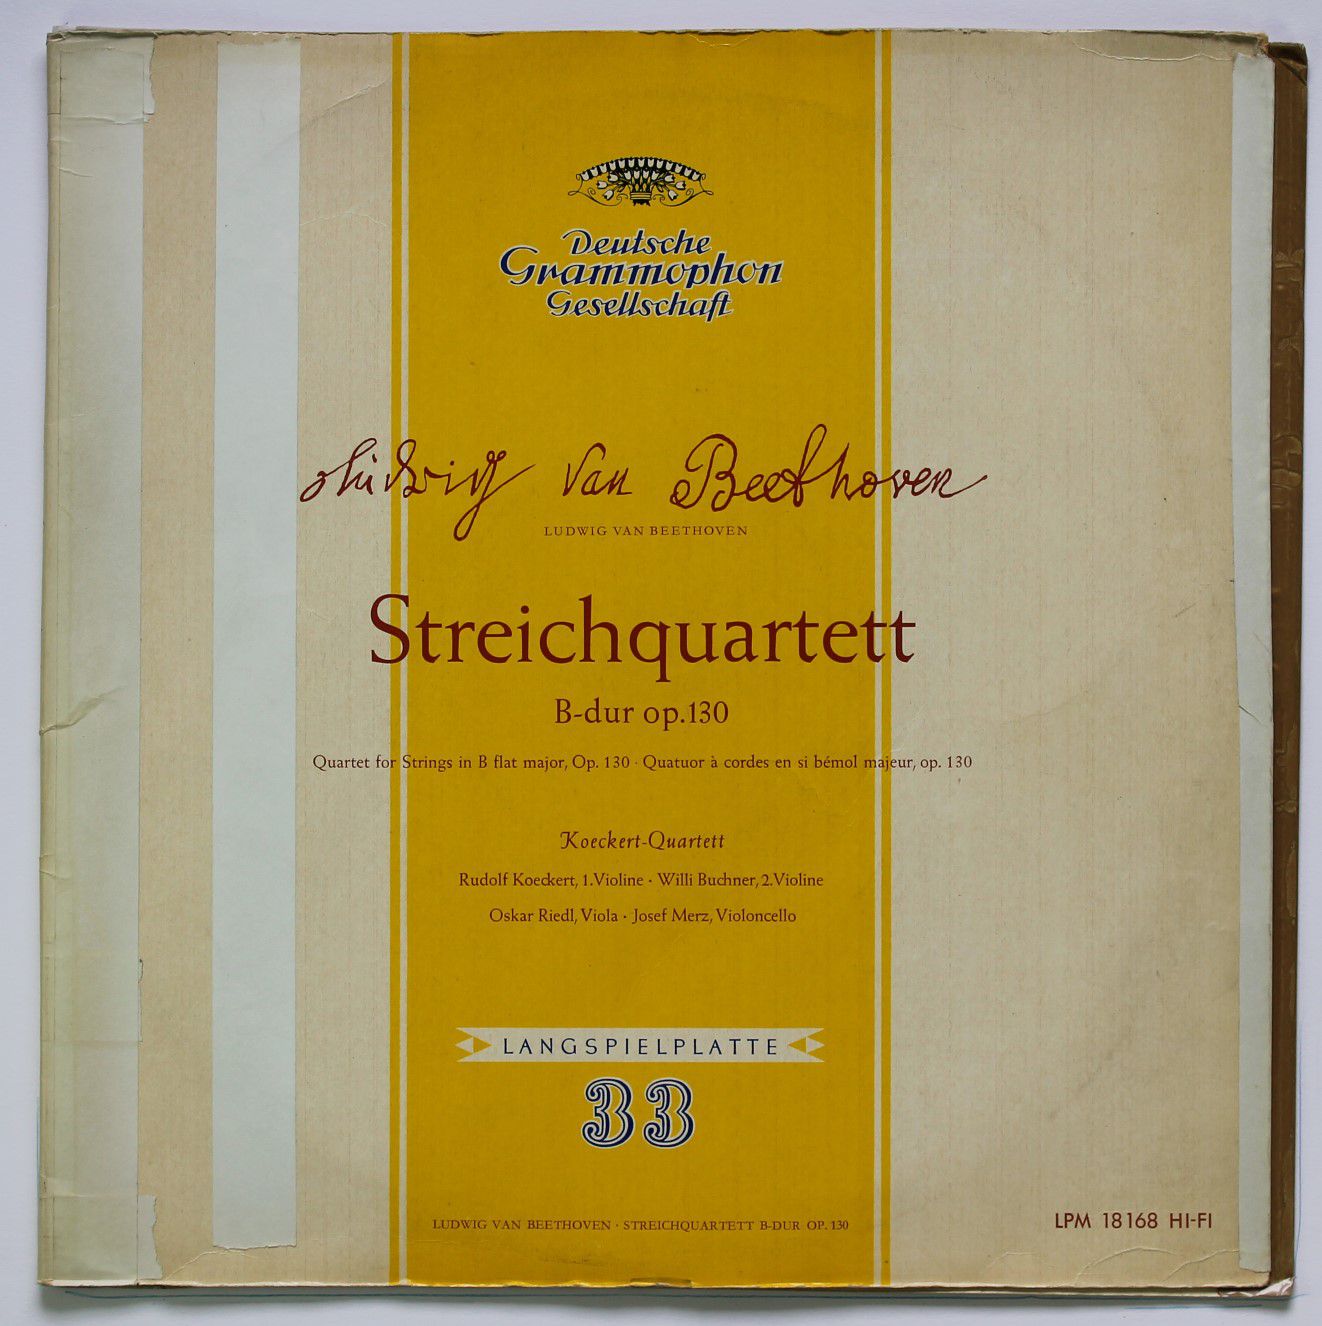 Deutsche
Grammophon
Gesellschaft
Ludwig van Beethoven
LUDWIG VAN BEETHOVEN
Streichquartett
B-dur op.130
Quartet for Strings in B flat major, Op. 130 · Quatuor à cordes en si bémol majeur, op. 130
Koeckert-Quartett
Rudolf Koeckert, 1.Violine · Willi Buchner, 2.Violine
Oskar Riedl, Viola · Josef Merz, Violoncello
LANGSPIELPLATTE
33
LUDWIG VAN BEETHOVEN · STREICHQUARTETT B-DUR OP. 130
LPM 18168 HI-FI